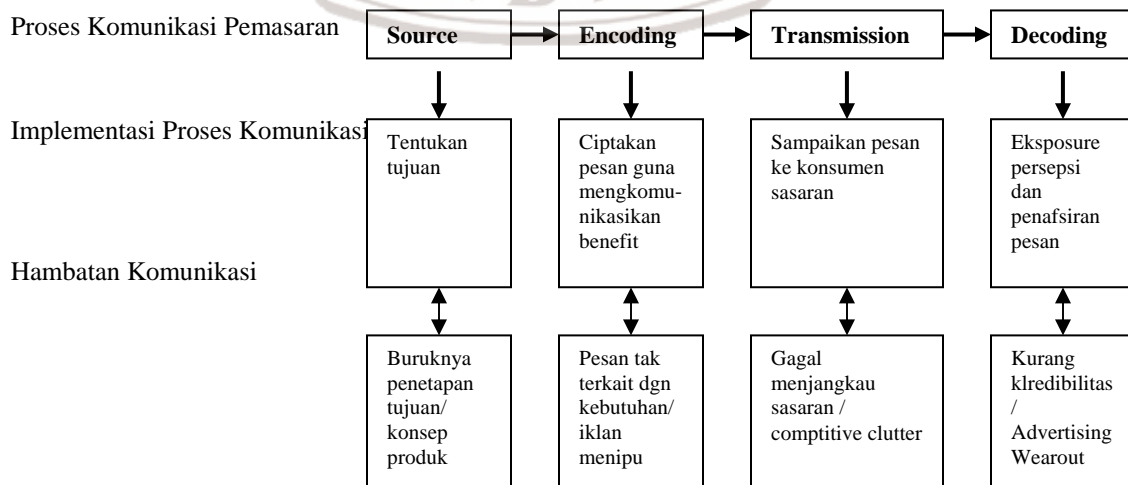 Proses Komunikasi Pemasaran
Source
Encoding
Transmission
Decoding
Implementasi Proses Komunikasi
Tentukan
tujuan
Ciptakan
pesan guna
mengkomu-
nikasikan
benefit
Sampaikan pesan
ke konsumen
sasaran
Eksposure
persepsi
dan
penafsiran
pesan
Hambatan Komunikasi
Buruknya
penetapan
tujuan/
konsep
produk
Pesan tak
terkait dgn
kebutuhan/
iklan
menipu
Gagal
menjangkau
sasaran /
comptitive clutter
Kurang
klredibilitas
/
Advertising
Wearout